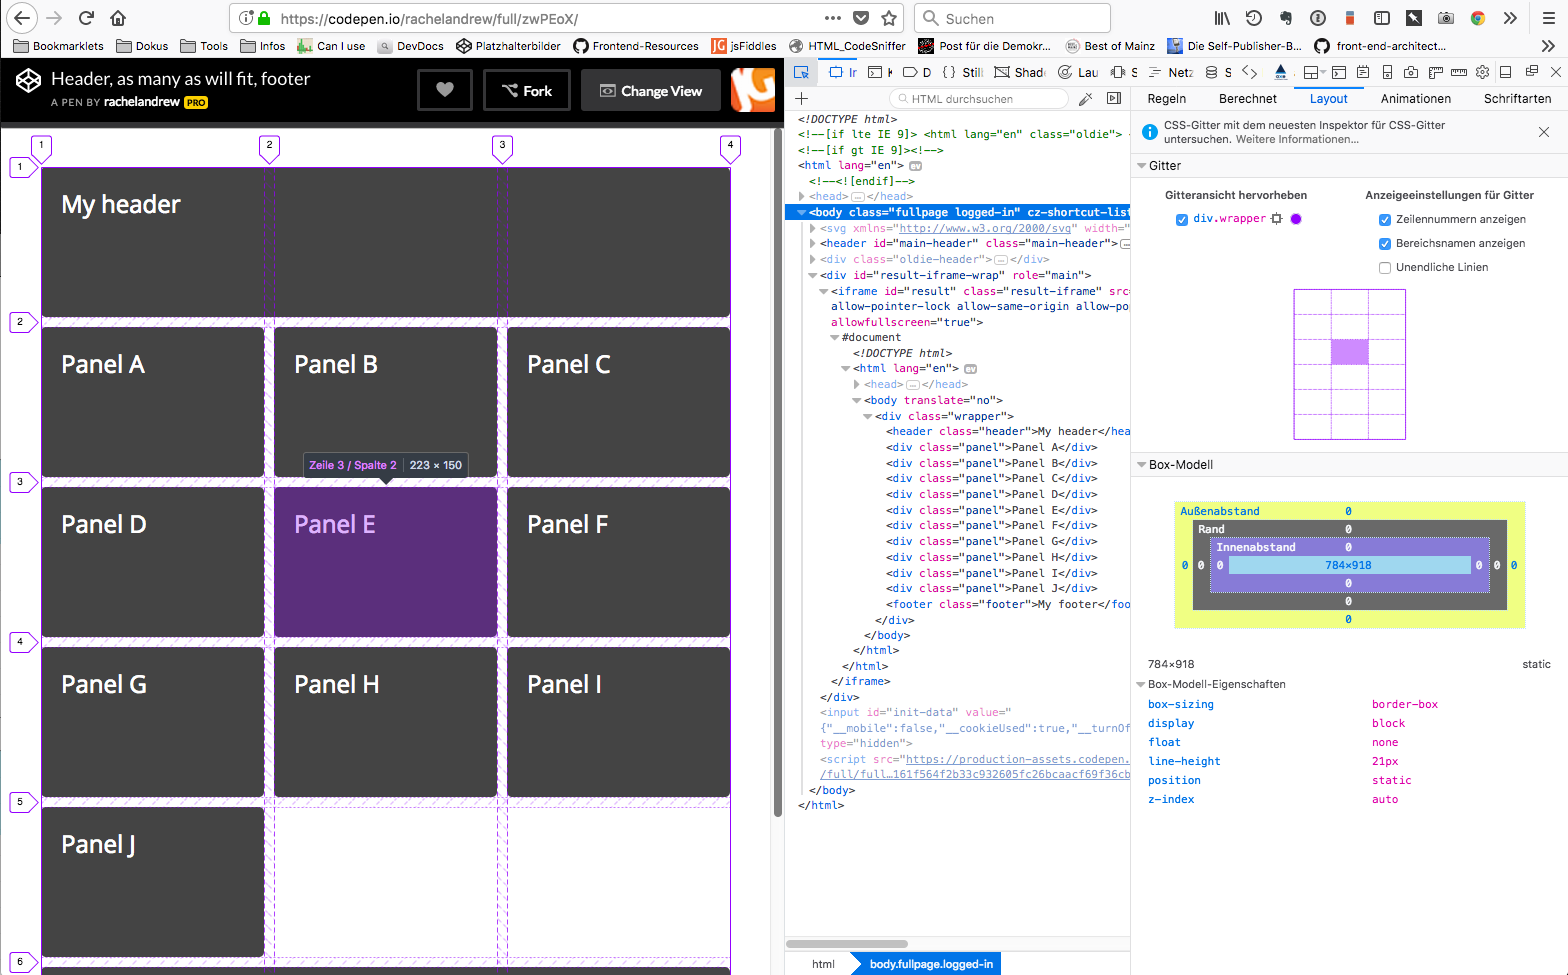 https://codepen.io/rachelandrew/full/zwPEoX/
Suchen
Bookmarklets
Dokus
Tools
Infos
Can I use
DevDocs
Platzhalterbilder
Frontend-Resources
jsFiddles
HTML_CodeSniffer
Post für die Demokr...
Best of Mainz
Die Self-Publisher-B...
front-end-architect...
Header, as many as will fit, footer
A PEN BY rachelandrew PRO
Fork
Change View
JG
1
2
3
4
1
My header
2
Panel A
Panel B
Panel C
Zeile 3 / Spalte 2
223 × 150
3
Panel D
Panel E
Panel F
4
Panel G
Panel H
Panel I
5
Panel J
6
Stil
Shad
Lau
Netz
HTML durchsuchen
<!DOCTYPE html>
<!--[if lte IE 9]> <html lang="en" class="oldie">
<!--[if gt IE 9]><!-->
<html lang="en"> ev
<!--<![endif]-->
<head>…</head>
<body class="fullpage logged-in" cz-shortcut-list
<svg xmlns="http://www.w3.org/2000/svg" width="
<header id="main-header" class="main-header">…
<div class="oldie-header">…</div>
<div id="result-iframe-wrap" role="main">
<iframe id="result" class="result-iframe" src=
allow-pointer-lock allow-same-origin allow-po
allowfullscreen="true">
#document
<!DOCTYPE html>
<html lang="en"> ev
<head>…</head>
<body translate="no">
<div class="wrapper">
<header class="header">My header</hea
<div class="panel">Panel A</div>
<div class="panel">Panel B</div>
<div class="panel">Panel C</div>
<div class="panel">Panel D</div>
<div class="panel">Panel E</div>
<div class="panel">Panel F</div>
<div class="panel">Panel G</div>
<div class="panel">Panel H</div>
<div class="panel">Panel I</div>
<div class="panel">Panel J</div>
<footer class="footer">My footer</foo
</div>
</body>
</html>
</html>
</iframe>
</div>
<input id="init-data" value="
{"__mobile":false,"__cookieUsed":true,"__turnOf
type="hidden">
<script src="https://production-assets.codepen.
/full/full…161f564f2b33c932605fc26bcaacf69f36cb
</body>
</html>
html
body.fullpage.logged-in
Regeln
Berechnet
Layout
Animationen
Schriftarten
CSS-Gitter mit dem neuesten Inspektor für CSS-Gitter
untersuchen. Weitere Informationen...
Gitter
Gitteransicht hervorheben
Anzeigeeinstellungen für Gitter
div.wrapper
Zeilennummern anzeigen
Bereichsnamen anzeigen
Unendliche Linien
Box-Modell
Außenabstand 0
Rand 0
Innenabstand 0
0 0 0 784×918 0 0 0
0
0
0
784×918
static
Box-Modell-Eigenschaften
box-sizing border-box
display block
float none
line-height 21px
position static
z-index auto